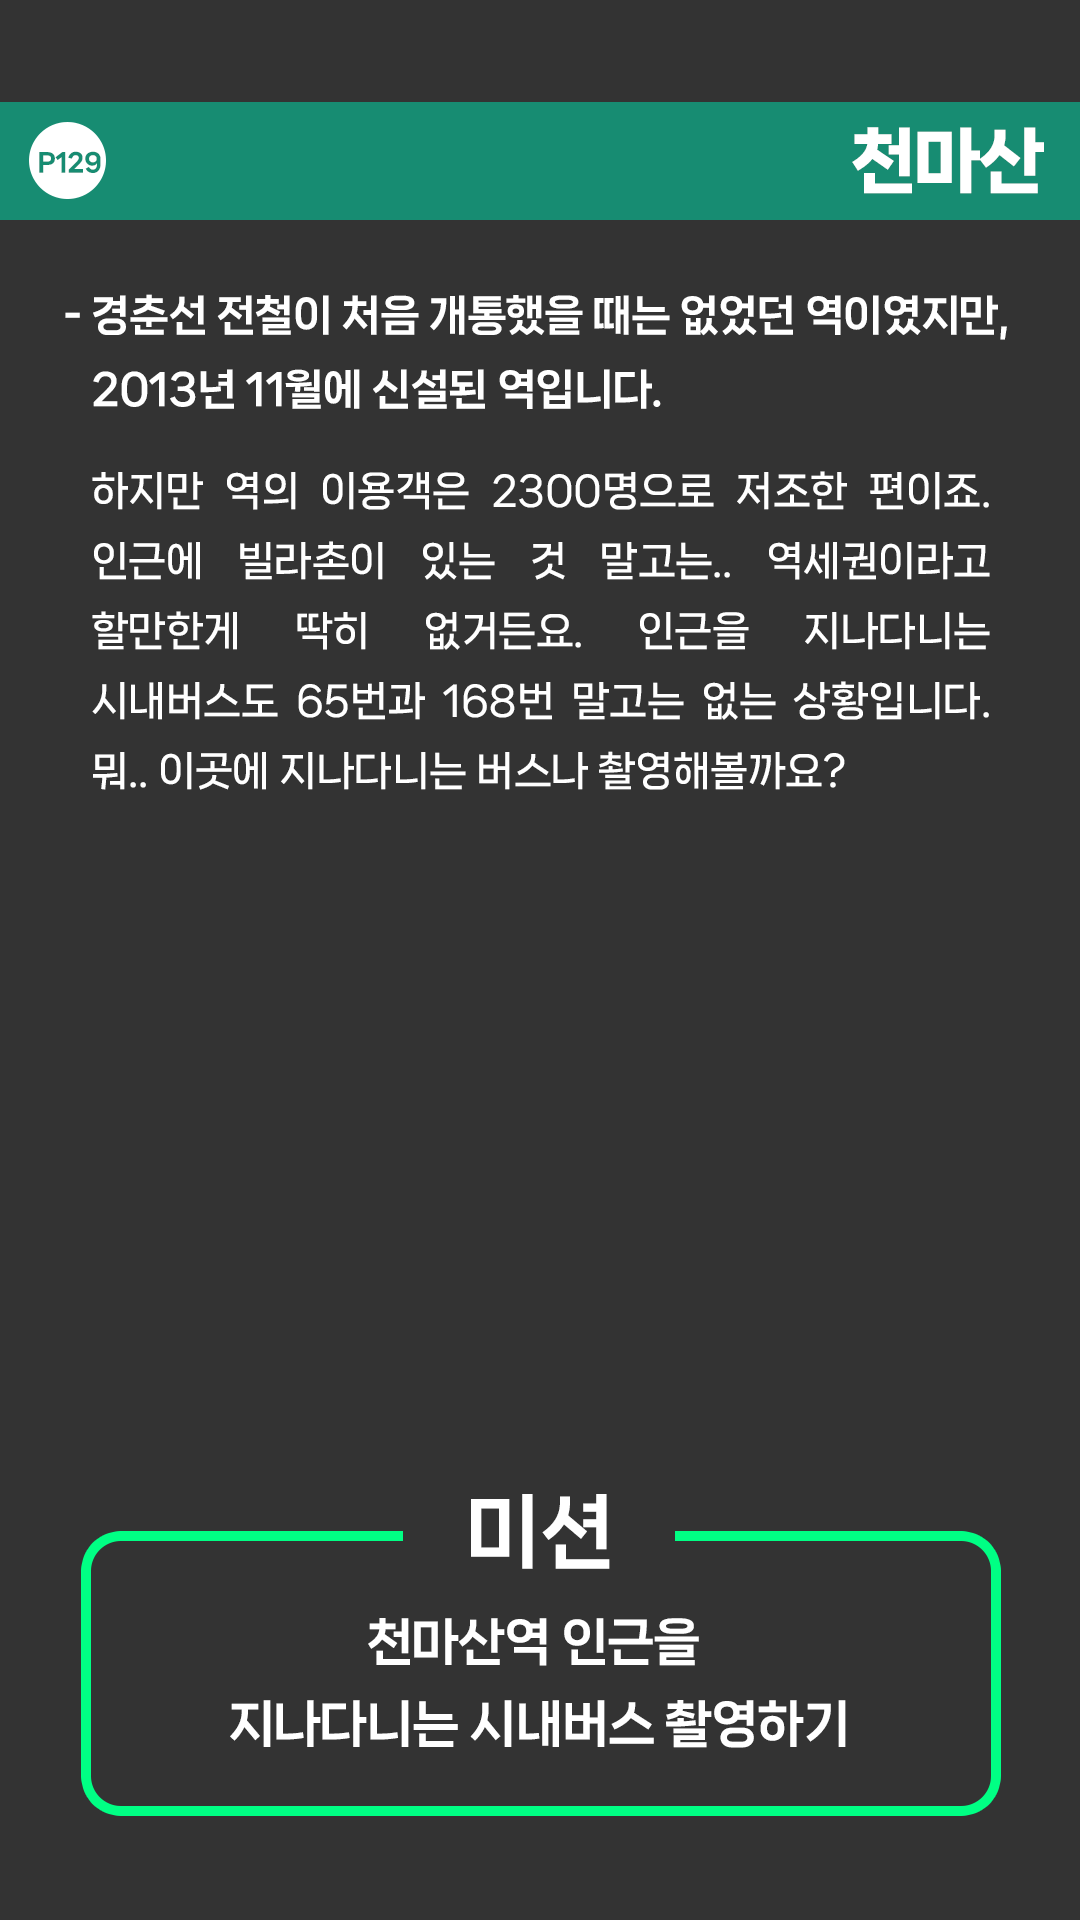 P129
천마산
- 경춘선 전철이 처음 개통했을 때는 없었던 역이였지만,
2013년 11월에 신설된 역입니다.
하지만 역의 이용객은 2300명으로 저조한 편이죠.
인근에 빌라촌이 있는 것 말고는.. 역세권이라고
할만한게 딱히 없거든요. 인근을 지나다니는
시내버스도 65번과 168번 말고는 없는 상황입니다.
뭐.. 이곳에 지나다니는 버스나 촬영해볼까요?
미션
천마산역 인근을
지나다니는 시내버스 촬영하기